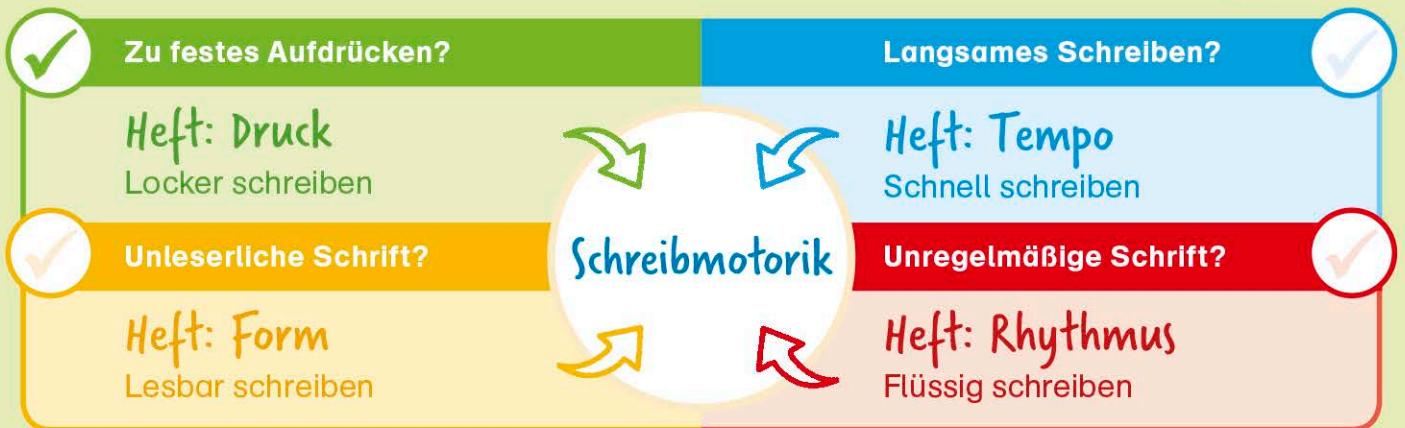 Zu festes Aufdrücken?
Heft: Druck
Locker schreiben
Langsames Schreiben?
Heft: Tempo
Schnell schreiben
Schreibmotorik
Unleserliche Schrift?
Heft: Form
Lesbar schreiben
Unregelmäßige Schrift?
Heft: Rhythmus
Flüssig schreiben